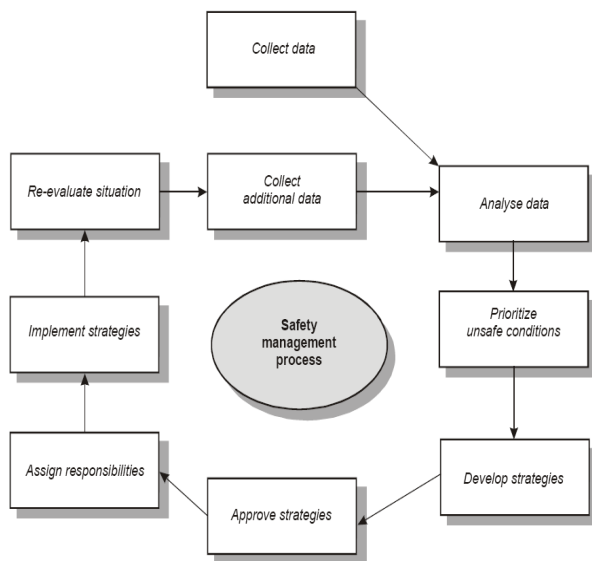 Collect data
Re-evaluate situation
Collect
additional data
Analyse data
Implement strategies
Safety
management
process
Prioritize
unsafe conditions
Assign responsibilities
Approve strategies
Develop strategies